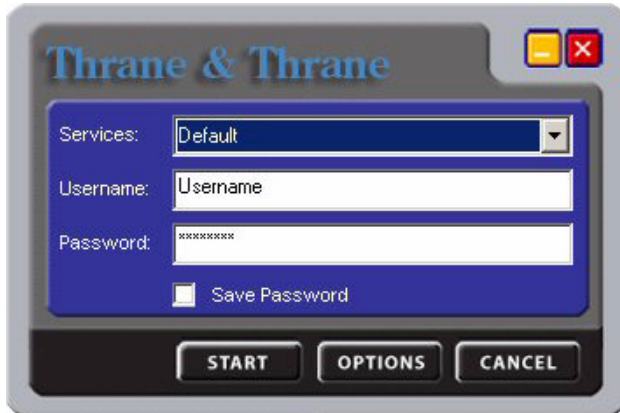 Thrane & Thrane
Services: Default
Username: Username
Password: ********
Save Password
START OPTIONS CANCEL